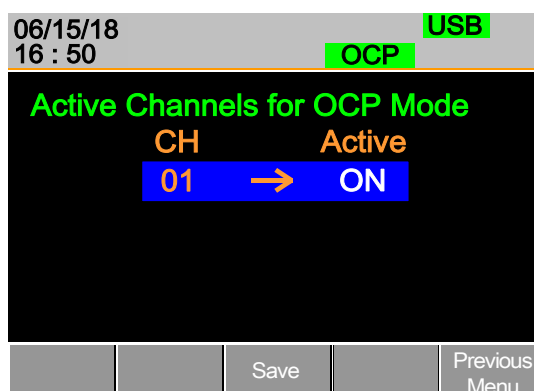 06/15/18 USB
16 : 50 OCP
Active Channels for OCP Mode
CH Active
01 → ON
Save Previous
Menu